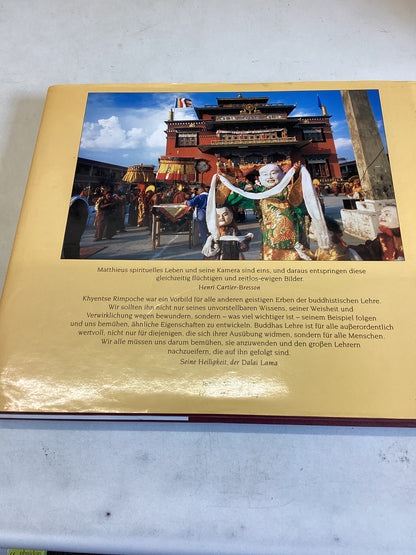 Matthieus spirituelles Leben und seine Kamera sind eins, und daraus entspringen diese
gleichzeitig flüchtigen und zeitlos-ewigen Bilder.
Henri Cartier-Bresson
Khyentse Rimpoche war ein Vorbild für alle anderen geistigen Erben der buddhistischen Lehre.
Wir sollten ihn nicht nur seines unvorstellbaren Wissens, seiner Weisheit und
Verwirklichung wegen bewundern, sondern – was viel wichtiger ist – seinem Beispiel folgen
und uns bemühen, ähnliche Eigenschaften zu entwickeln. Buddhas Lehre ist für alle außerordentlich
wertvoll, nicht nur für diejenigen, die sich ihrer Ausübung widmen, sondern für alle Menschen.
Wir alle müssen uns darum bemühen, sie anzuwenden und den großen Lehrern
nachzueifern, die auf ihn gefolgt sind.
Seine Heiligkeit, der Dalai Lama